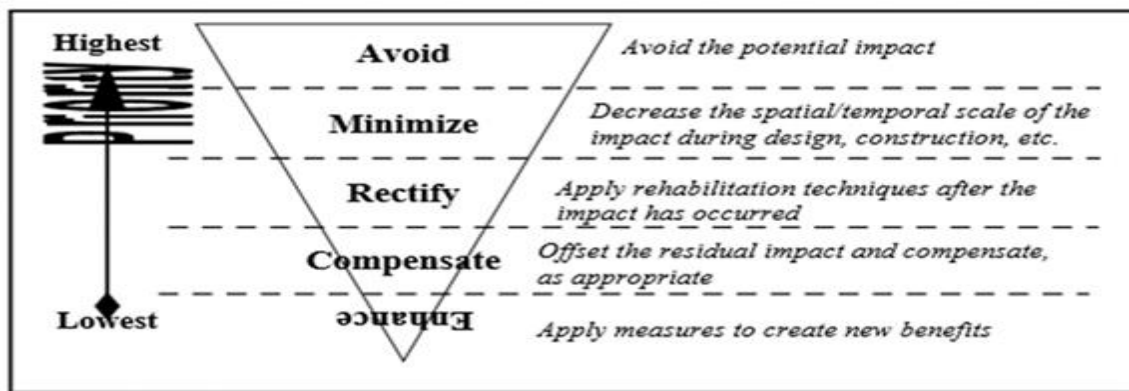 Highest
Avoid
Avoid the potential impact
Minimize
Decrease the spatial/temporal scale of the
impact during design, construction, etc.
Rectify
Apply rehabilitation techniques after the
impact has occurred
Compensate
Offset the residual impact and compensate,
as appropriate
Lowest
Enhance
Apply measures to create new benefits